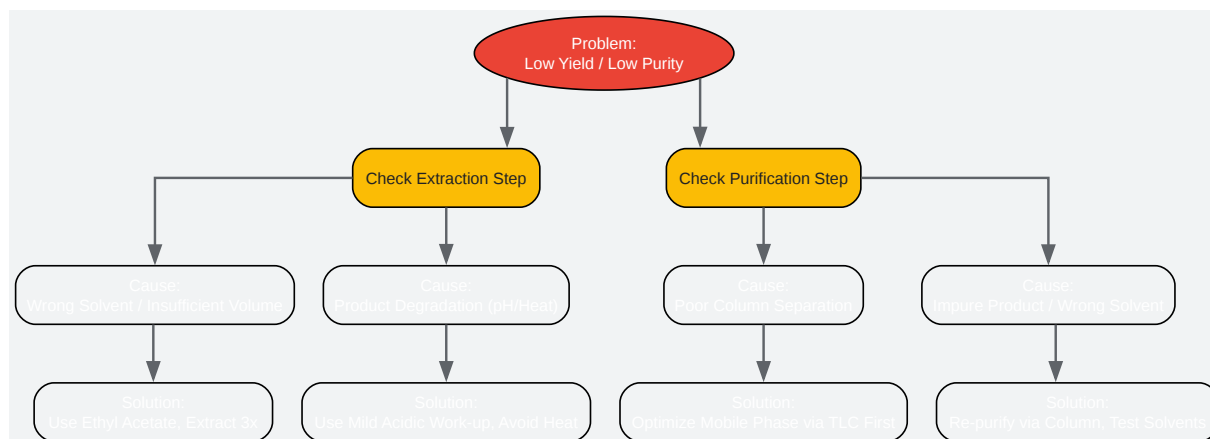 Problem:
Low Yield / Low Purity
Check Extraction Step
Check Purification Step
Cause:
Wrong Solvent / Insufficient Volume
Cause:
Product Degradation (pH/Heat)
Cause:
Poor Column Separation
Cause:
Impure Product / Wrong Solvent
Solution:
Use Ethyl Acetate, Extract 3x
Solution:
Use Mild Acidic Work-up, Avoid Heat
Solution:
Optimize Mobile Phase via TLC First
Solution:
Re-purify via Column, Test Solvents